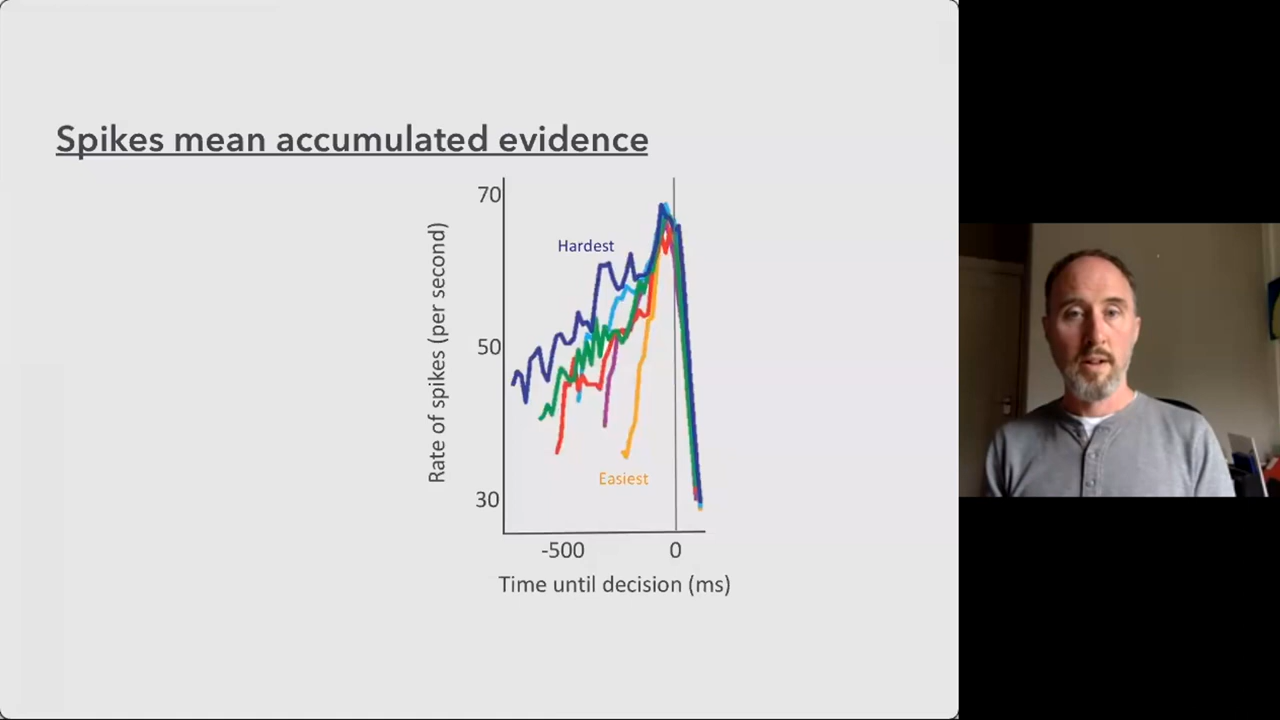 Spikes mean accumulated evidence
70
Hardest
Rate of spikes (per second)
50
Easiest
30
-500 0
Time until decision (ms)